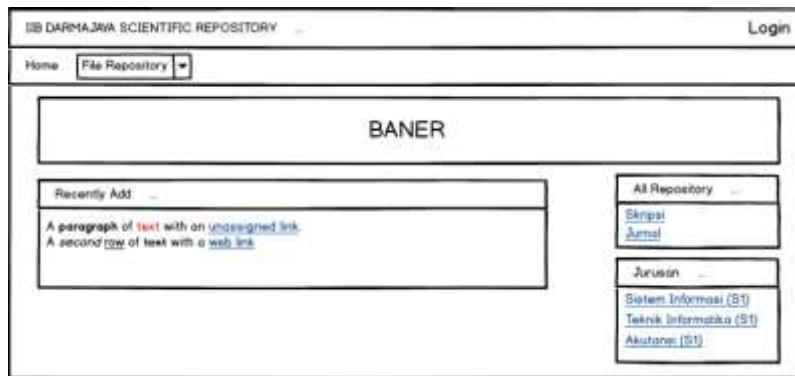 IIB DARMAJAYA SCIENTIFIC REPOSITORY ...
Login
Home File Repository
BANER
Recently Add ...
A paragraph of text with an unassigned link.
A second row of text with a web link
All Repository ...
Skripsi
Jurnal
Jurusan ...
Sistem Informasi (S1)
Teknik Informatika (S1)
Akutansi (S1)